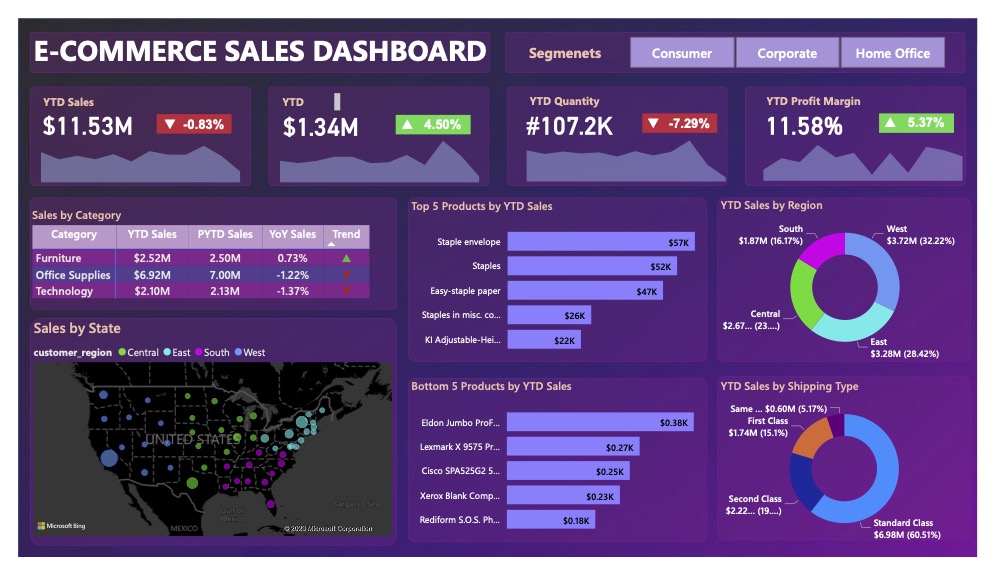 E-COMMERCE SALES DASHBOARD
Segmenets
Consumer
Corporate
Home Office
YTD Sales
$11.53M
▼ -0.83%
YTD
$1.34M
▲ 4.50%
YTD Quantity
#107.2K
▼ -7.29%
YTD Profit Margin
11.58%
▲ 5.37%
Sales by Category
Category YTD Sales PYTD Sales YoY Sales Trend
Furniture $2.52M 2.50M 0.73% ▲
Office Supplies $6.92M 7.00M -1.22% ▼
Technology $2.10M 2.13M -1.37% ▼
Sales by State
customer_region Central East South West
UNITED STATES
Gulf of
Mexico
Sargasso Sea
MEXICO
Microsoft Bing
© 2023 Microsoft Corporation
Top 5 Products by YTD Sales
Staple envelope $57K
Staples $52K
Easy-staple paper $47K
Staples in misc. co... $26K
KI Adjustable-Hei... $22K
Bottom 5 Products by YTD Sales
Eldon Jumbo ProF... $0.38K
Lexmark X 9575 Pr... $0.27K
Cisco SPA525G2 5... $0.25K
Xerox Blank Comp... $0.23K
Rediform S.O.S. Ph... $0.18K
YTD Sales by Region
South
$1.87M (16.17%)
West
$3.72M (32.22%)
Central
$2.67... (23....)
East
$3.28M (28.42%)
YTD Sales by Shipping Type
Same ... $0.60M (5.17%)
First Class
$1.74M (15.1%)
Second Class
$2.22... (19....)
Standard Class
$6.98M (60.51%)